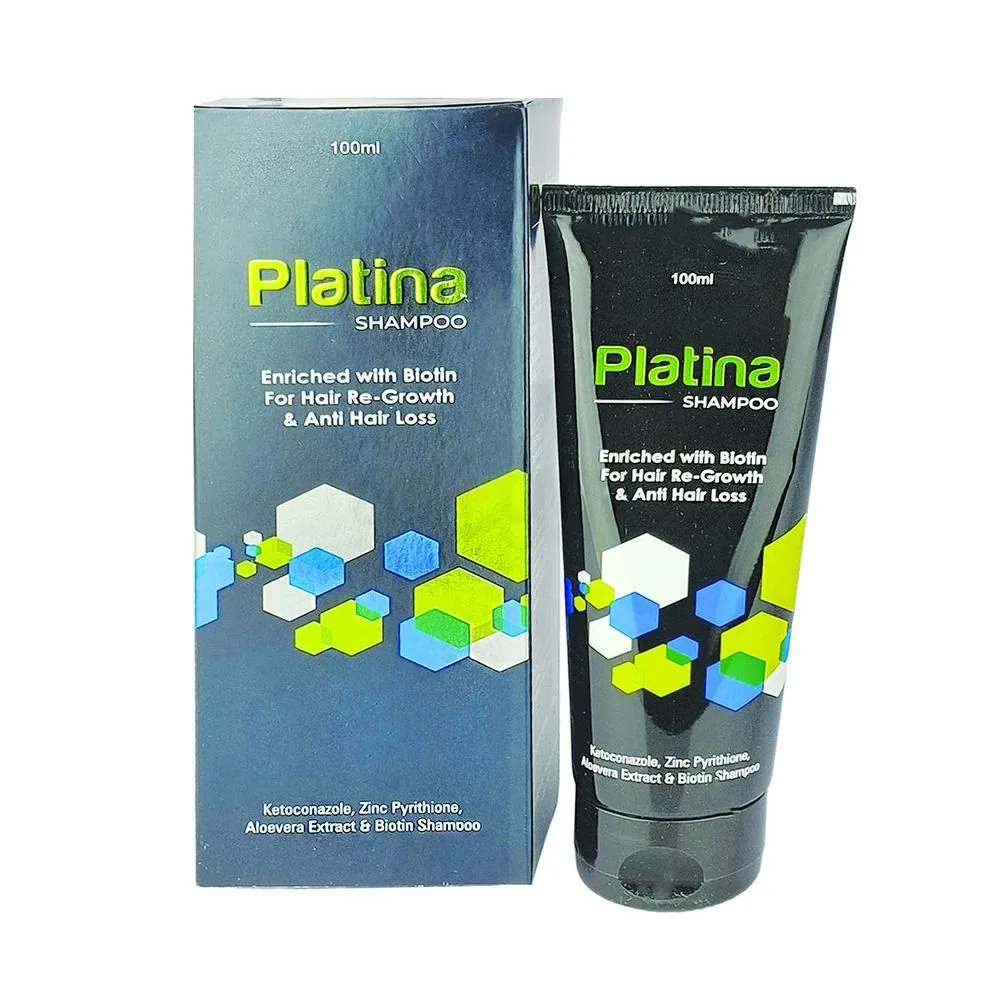 100ml
Platina
SHAMPOO
Enriched with Biotin
For Hair Re-Growth
& Anti Hair Loss
Ketoconazole, Zinc Pyrithione,
Aloevera Extract & Biotin Shampoo
100ml
Platina
SHAMPOO
Enriched with Biotin
For Hair Re-Growth
& Anti Hair Loss
Ketoconazole, Zinc Pyrithione,
Aloevera Extract & Biotin Shampoo